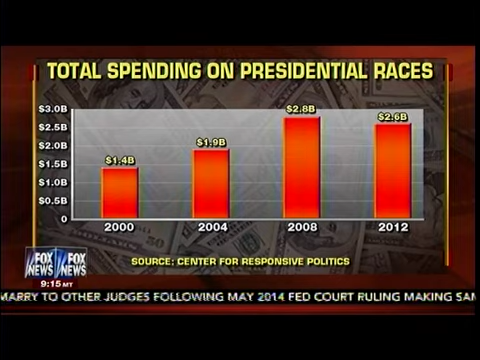 TOTAL SPENDING ON PRESIDENTIAL RACES
$3.0B
$2.5B
$2.0B
$1.5B
$1.0B
$0.5B
0
$1.4B
$1.9B
$2.8B
$2.6B
2000 2004 2008 2012
SOURCE: CENTER FOR RESPONSIVE POLITICS
FOX NEWS FOX NEWS
9:15 MT
MARRY TO OTHER JUDGES FOLLOWING MAY 2014 FED COURT RULING MAKING SAM